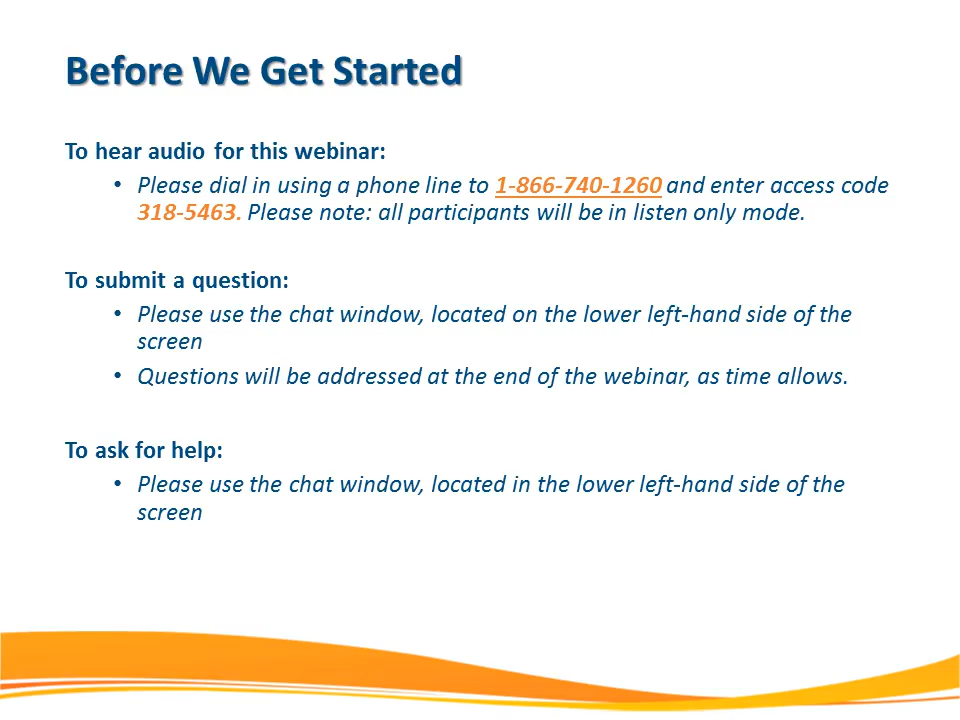 Before We Get Started
To hear audio for this webinar:
• Please dial in using a phone line to 1-866-740-1260 and enter access code
318-5463. Please note: all participants will be in listen only mode.
To submit a question:
• Please use the chat window, located on the lower left-hand side of the
screen
• Questions will be addressed at the end of the webinar, as time allows.
To ask for help:
• Please use the chat window, located in the lower left-hand side of the
screen